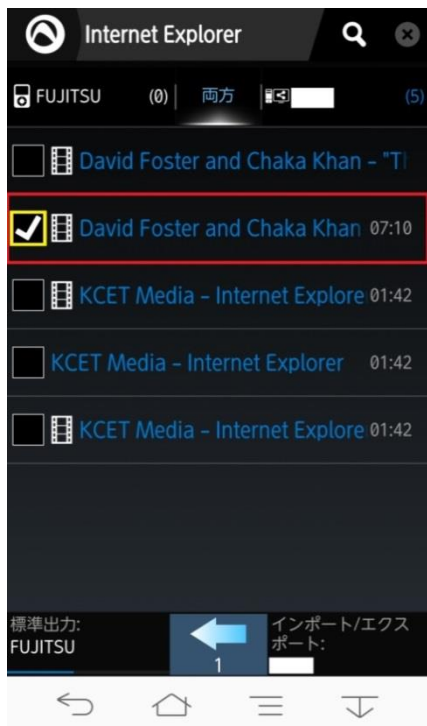 Internet Explorer
FUJITSU (0) 両方 (5)
David Foster and Chaka Khan – "Tl
David Foster and Chaka Khan 07:10
KCET Media – Internet Explore 01:42
KCET Media – Internet Explorer 01:42
KCET Media – Internet Explore 01:42
標準出力:
FUJITSU
1
インポート/エクス
ポート: